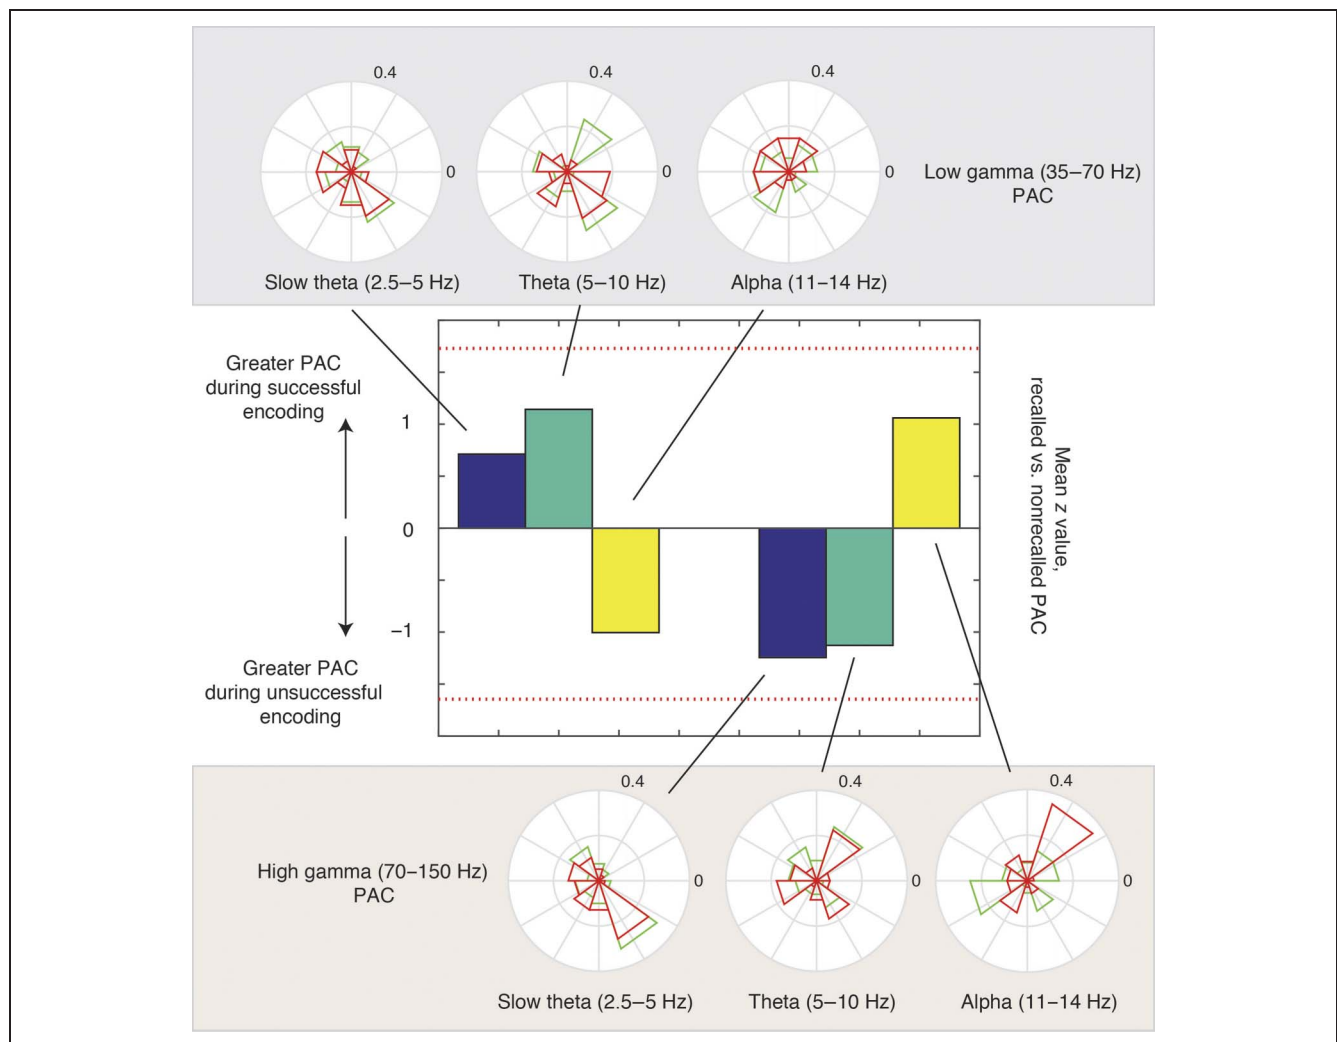 0.4
0.4
0.4
0
0
0
Low gamma (35–70 Hz)
PAC
Slow theta (2.5–5 Hz)
Theta (5–10 Hz)
Alpha (11–14 Hz)
Greater PAC
during successful
encoding
1
0
−1
Greater PAC
during unsuccessful
encoding
Mean z value,
recalled vs. nonrecalled PAC
0.4
0.4
0.4
High gamma (70–150 Hz)
PAC
0
0
0
Slow theta (2.5–5 Hz)
Theta (5–10 Hz)
Alpha (11–14 Hz)